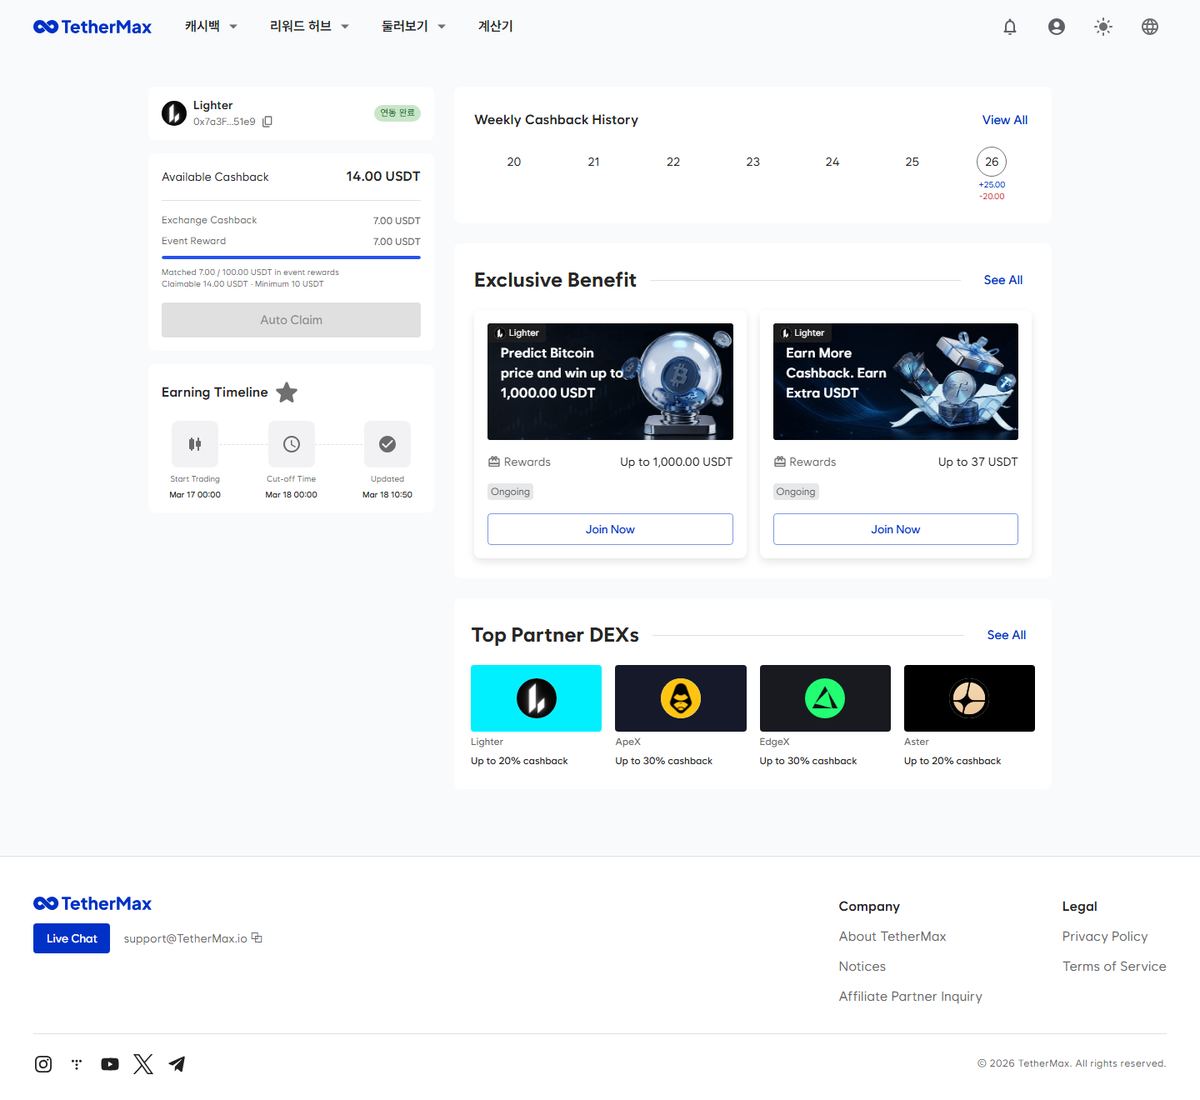 TetherMax
캐시백
리워드 허브
둘러보기
계산기
Lighter
0x7a3F...51e9
연동 완료
Available Cashback 14.00 USDT
Exchange Cashback 7.00 USDT
Event Reward 7.00 USDT
Matched 7.00 / 100.00 USDT in event rewards
Claimable 14.00 USDT · Minimum 10 USDT
Auto Claim
Earning Timeline
Start Trading
Mar 17 00:00
Cut-off Time
Mar 18 00:00
Updated
Mar 18 10:50
Weekly Cashback History
View All
20 21 22 23 24 25 26
+25.00
-20.00
Exclusive Benefit
See All
Lighter
Predict Bitcoin
price and win up to
1,000.00 USDT
Rewards Up to 1,000.00 USDT
Ongoing
Join Now
Lighter
Earn More
Cashback. Earn
Extra USDT
Rewards Up to 37 USDT
Ongoing
Join Now
Top Partner DEXs
See All
Lighter
Up to 20% cashback
ApeX
Up to 30% cashback
EdgeX
Up to 30% cashback
Aster
Up to 20% cashback
TetherMax
Live Chat
support@TetherMax.io
Company
About TetherMax
Notices
Affiliate Partner Inquiry
Legal
Privacy Policy
Terms of Service
© 2026 TetherMax. All rights reserved.